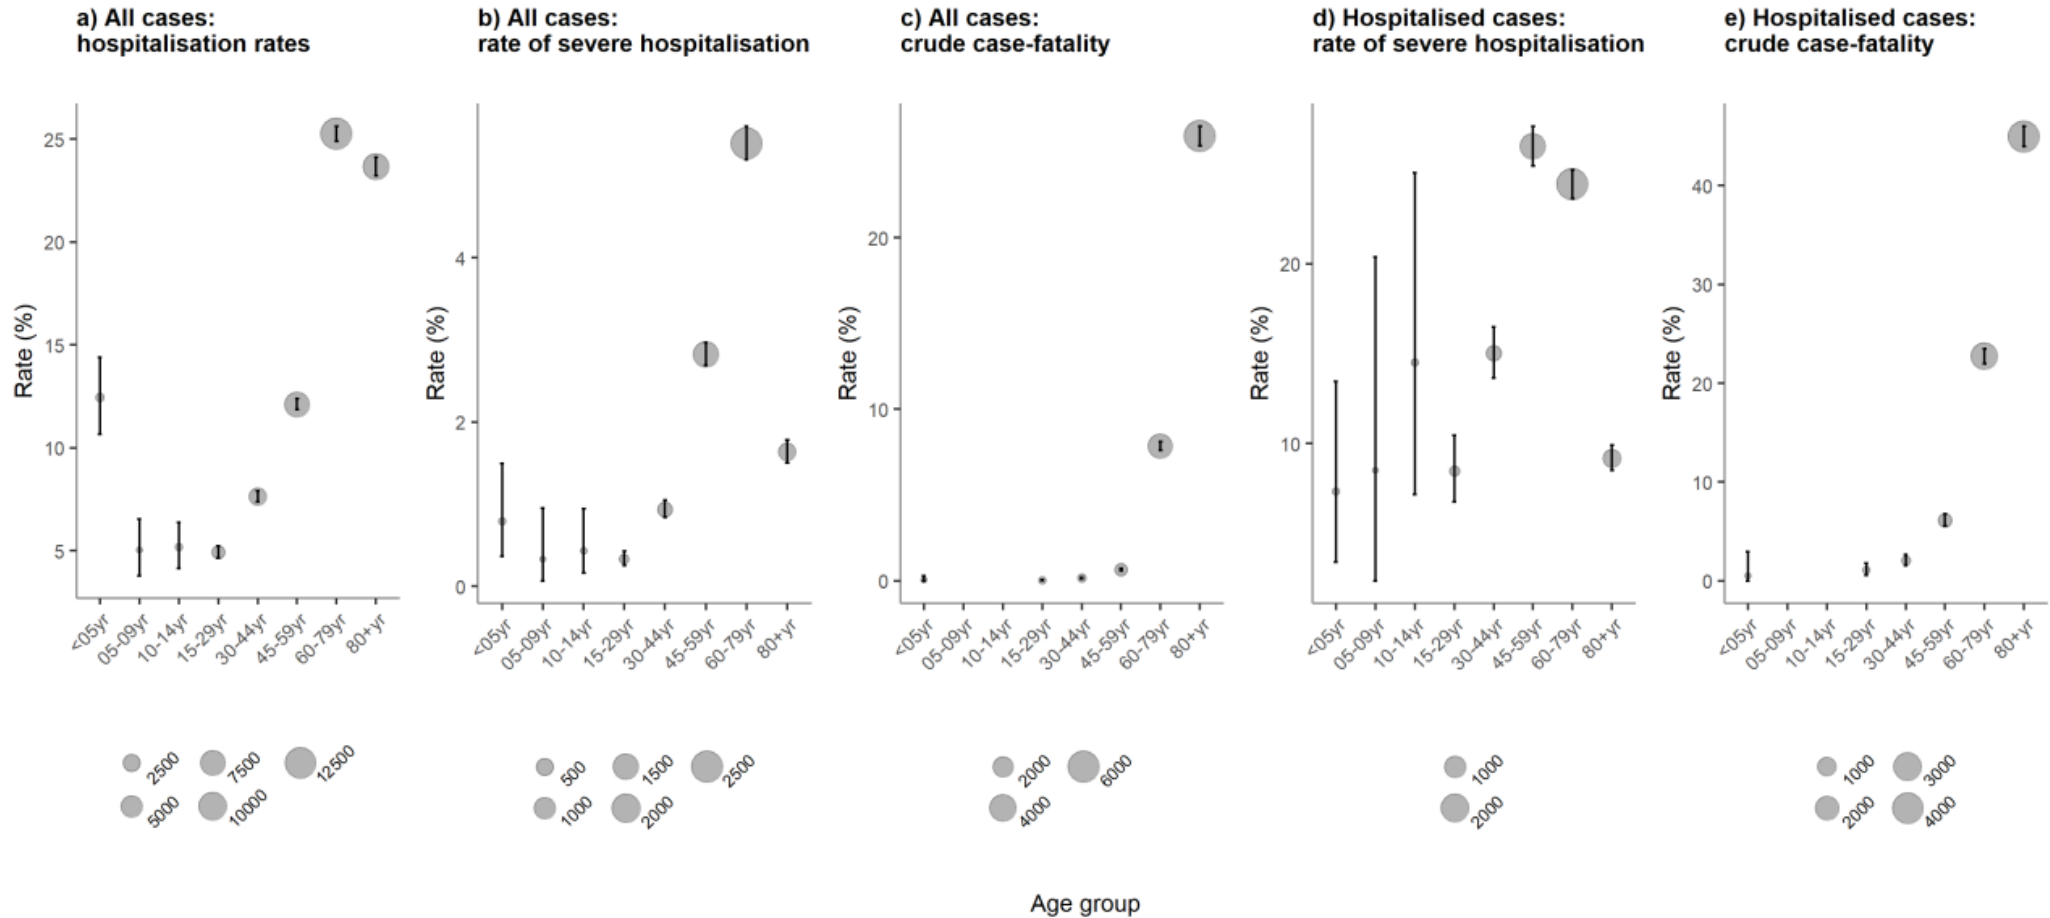 a) All cases:
hospitalisation rates
Rate (%)
25
20
15
10
5
<05yr
05-09yr
10-14yr
15-29yr
30-44yr
45-59yr
60-79yr
80+yr
2500
7500
12500
5000
10000
b) All cases:
rate of severe hospitalisation
Rate (%)
4
2
0
<05yr
05-09yr
10-14yr
15-29yr
30-44yr
45-59yr
60-79yr
80+yr
500
1500
2500
1000
2000
c) All cases:
crude case-fatality
Rate (%)
20
10
0
<05yr
05-09yr
10-14yr
15-29yr
30-44yr
45-59yr
60-79yr
80+yr
2000
6000
4000
d) Hospitalised cases:
rate of severe hospitalisation
Rate (%)
20
10
<05yr
05-09yr
10-14yr
15-29yr
30-44yr
45-59yr
60-79yr
80+yr
1000
2000
e) Hospitalised cases:
crude case-fatality
Rate (%)
40
30
20
10
0
<05yr
05-09yr
10-14yr
15-29yr
30-44yr
45-59yr
60-79yr
80+yr
1000
3000
2000
4000
Age group